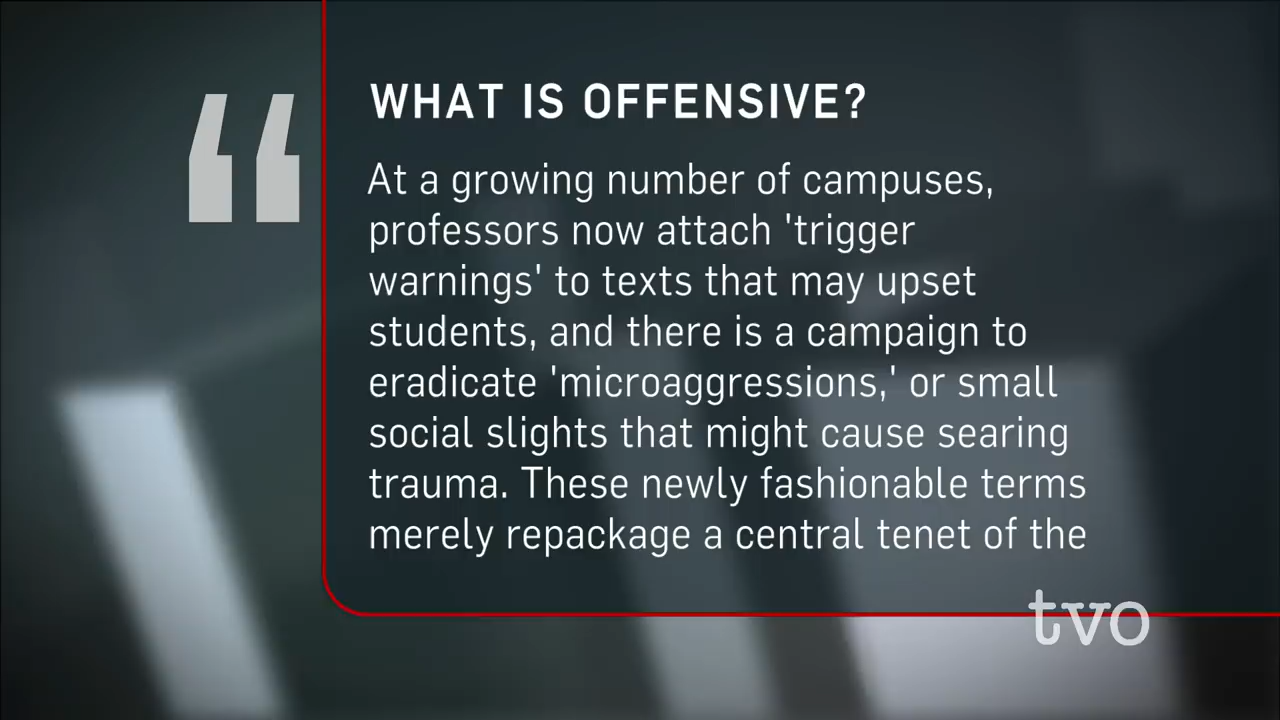 “
WHAT IS OFFENSIVE?
At a growing number of campuses,
professors now attach 'trigger
warnings' to texts that may upset
students, and there is a campaign to
eradicate 'microaggressions,' or small
social slights that might cause searing
trauma. These newly fashionable terms
merely repackage a central tenet of the
tvo